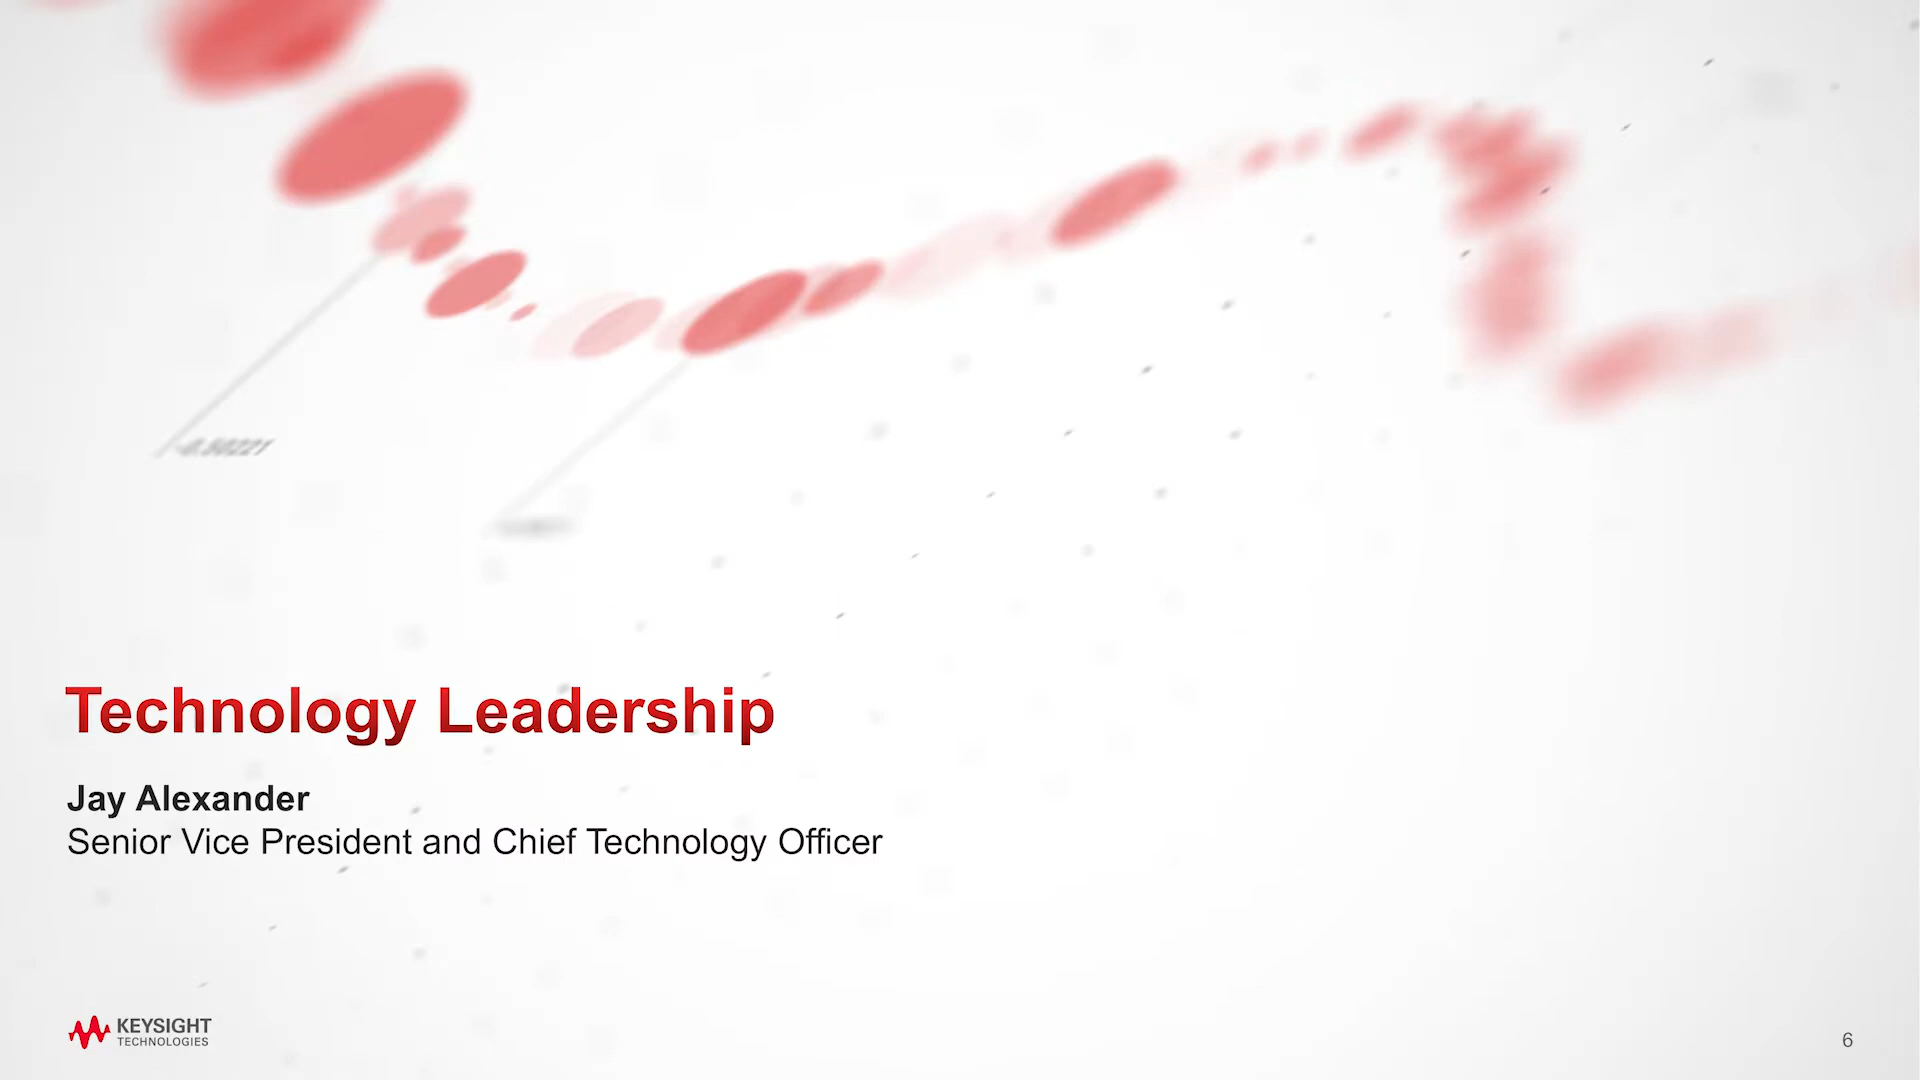 Technology Leadership
Jay Alexander
Senior Vice President and Chief Technology Officer
KEYSIGHT
TECHNOLOGIES
6